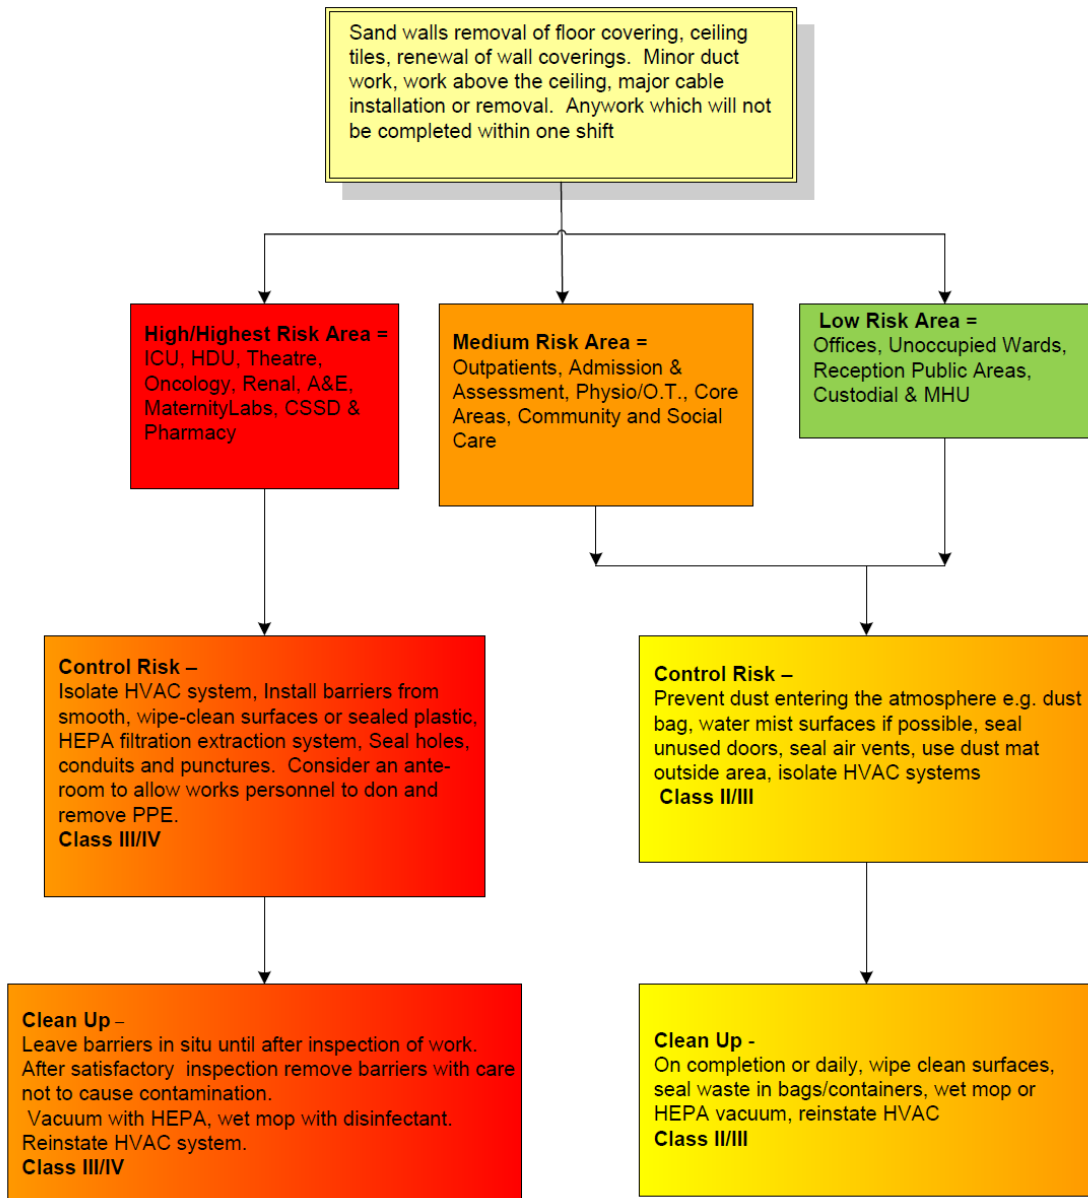 Sand walls removal of floor covering, ceiling
tiles, renewal of wall coverings.  Minor duct
work, work above the ceiling, major cable
installation or removal.  Anywork which will not
be completed within one shift
High/Highest Risk Area =
ICU, HDU, Theatre,
Oncology, Renal, A&E,
MaternityLabs, CSSD &
Pharmacy
Medium Risk Area =
Outpatients, Admission &
Assessment, Physio/O.T., Core
Areas, Community and Social
Care
Low Risk Area =
Offices, Unoccupied Wards,
Reception Public Areas,
Custodial & MHU
Control Risk –
Isolate HVAC system, Install barriers from
smooth, wipe-clean surfaces or sealed plastic,
HEPA filtration extraction system, Seal holes,
conduits and punctures.  Consider an ante-
room to allow works personnel to don and
remove PPE.
Class III/IV
Control Risk –
Prevent dust entering the atmosphere e.g. dust
bag, water mist surfaces if possible, seal
unused doors, seal air vents, use dust mat
outside area, isolate HVAC systems
Class II/III
Clean Up –
Leave barriers in situ until after inspection of work.
After satisfactory  inspection remove barriers with care
not to cause contamination.
Vacuum with HEPA, wet mop with disinfectant.
Reinstate HVAC system.
Class III/IV
Clean Up -
On completion or daily, wipe clean surfaces,
seal waste in bags/containers, wet mop or
HEPA vacuum, reinstate HVAC
Class II/III